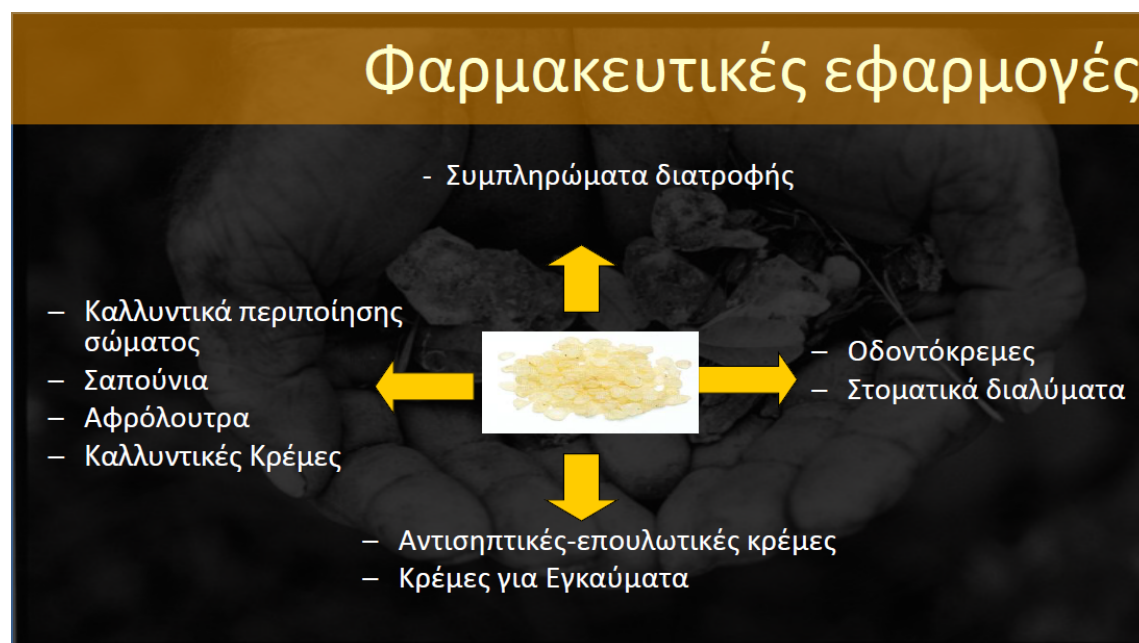 Φαρμακευτικές εφαρμογές
- Συμπληρώματα διατροφής
– Καλλυντικά περιποίησης
σώματος
– Σαπούνια
– Αφρόλουτρα
– Καλλυντικές Κρέμες
– Οδοντόκρεμες
– Στοματικά διαλύματα
– Αντισηπτικές-επουλωτικές κρέμες
– Κρέμες για Εγκαύματα